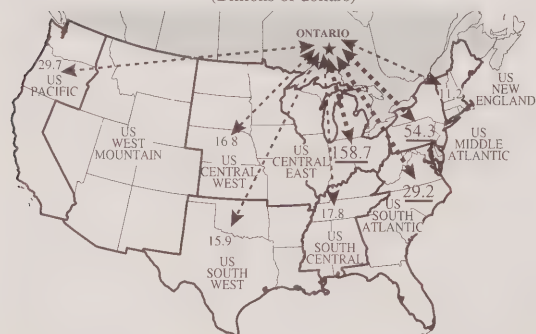 (Billions of dollars)
ONTARIO
29.7
US
PACIFIC
11.2
US
NEW
ENGLAND
US
WEST
MOUNTAIN
16.8
US
CENTRAL
WEST
US
CENTRAL
EAST
158.7
54.3
US
MIDDLE
ATLANTIC
29.2
US
SOUTH
ATLANTIC
17.8
US
SOUTH
CENTRAL
15.9
US
SOUTH
WEST